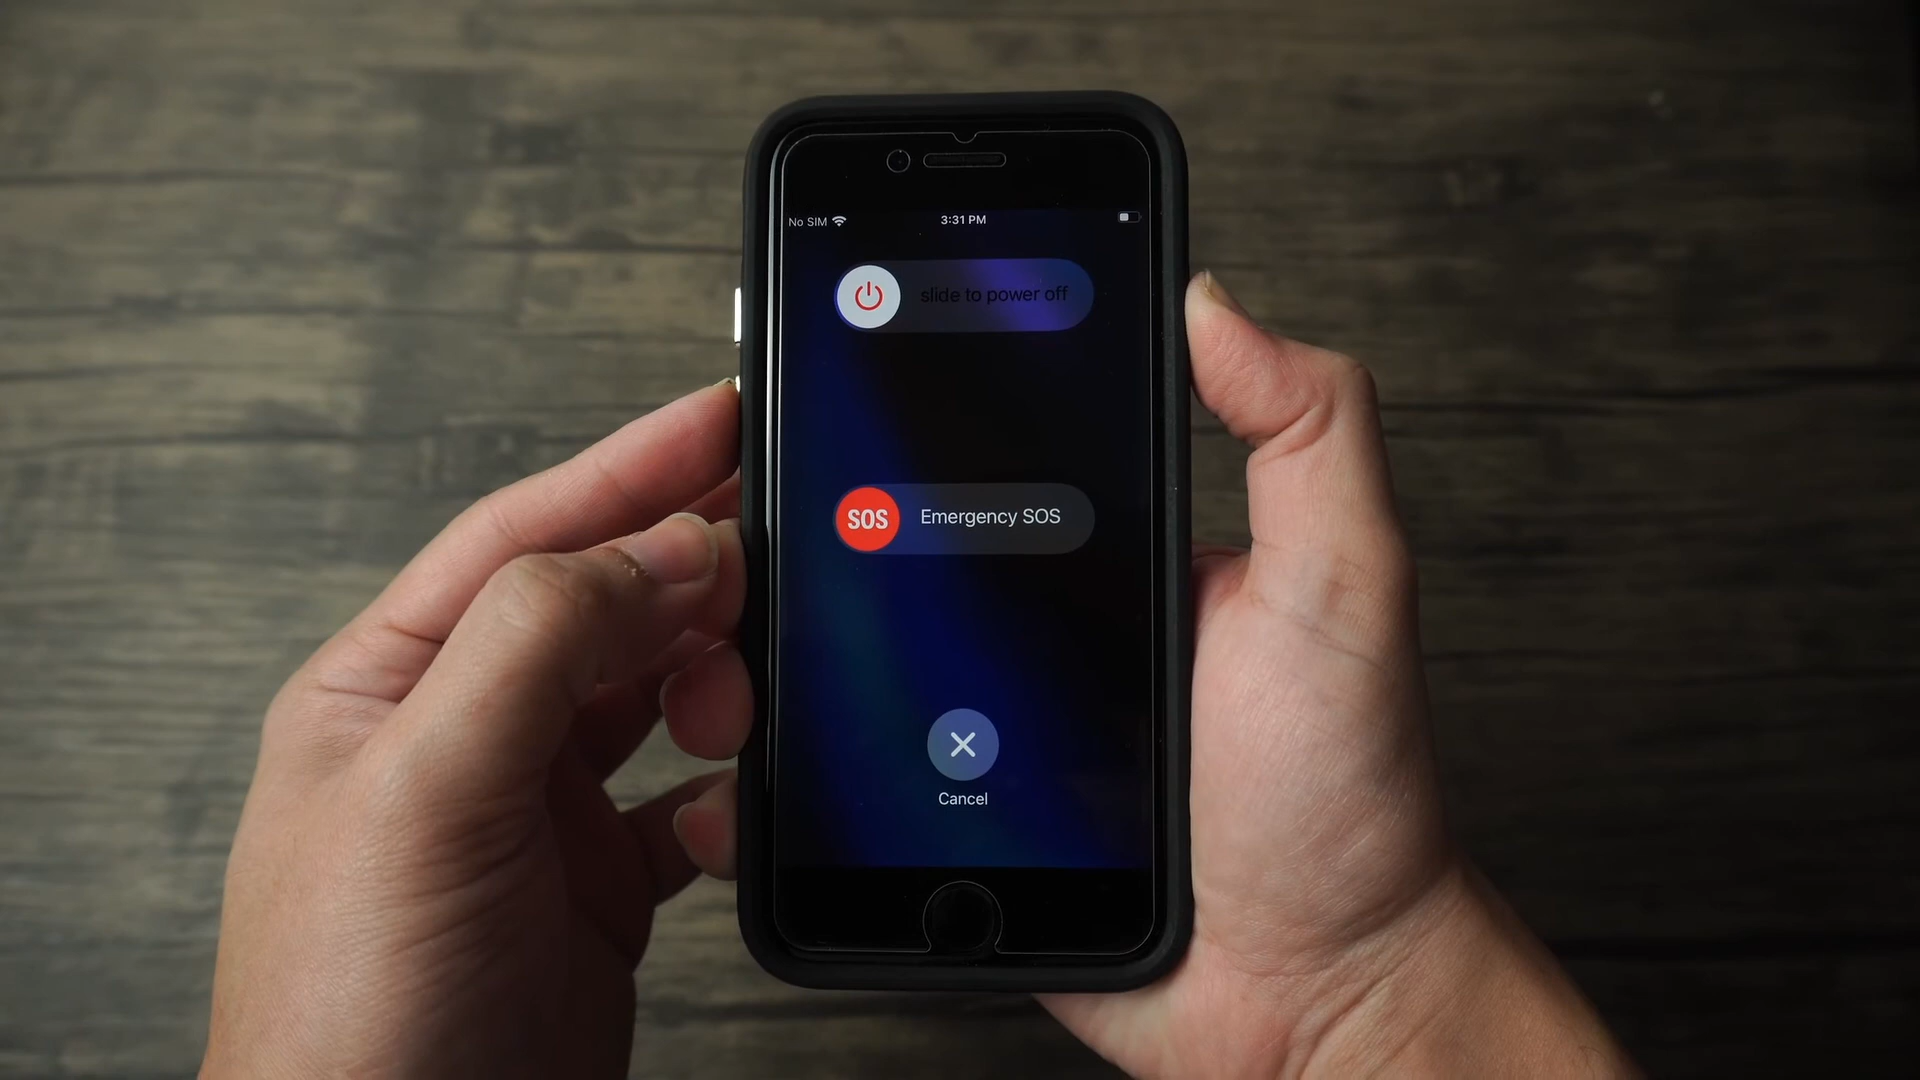 No SIM
3:31 PM
slide to power off
SOS
Emergency SOS
Cancel